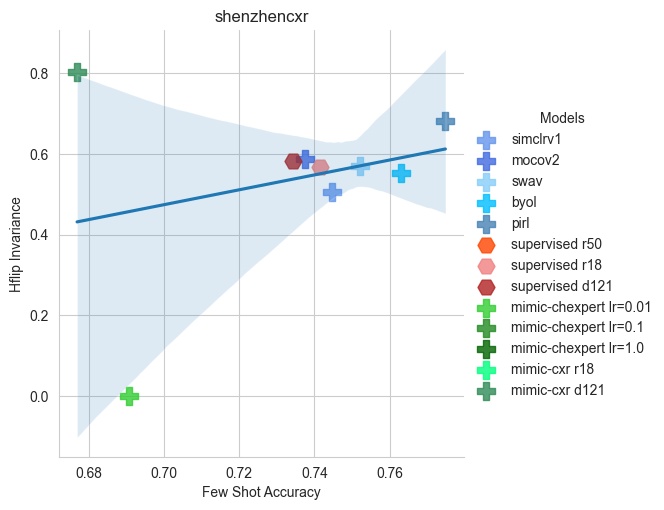 shenzhencxr
0.8
0.6
0.4
0.2
0.0
Hflip Invariance
0.68
0.70
0.72
0.74
0.76
Few Shot Accuracy
Models
simclrv1
mocov2
swav
byol
pirl
supervised r50
supervised r18
supervised d121
mimic-chexpert lr=0.01
mimic-chexpert lr=0.1
mimic-chexpert lr=1.0
mimic-cxr r18
mimic-cxr d121